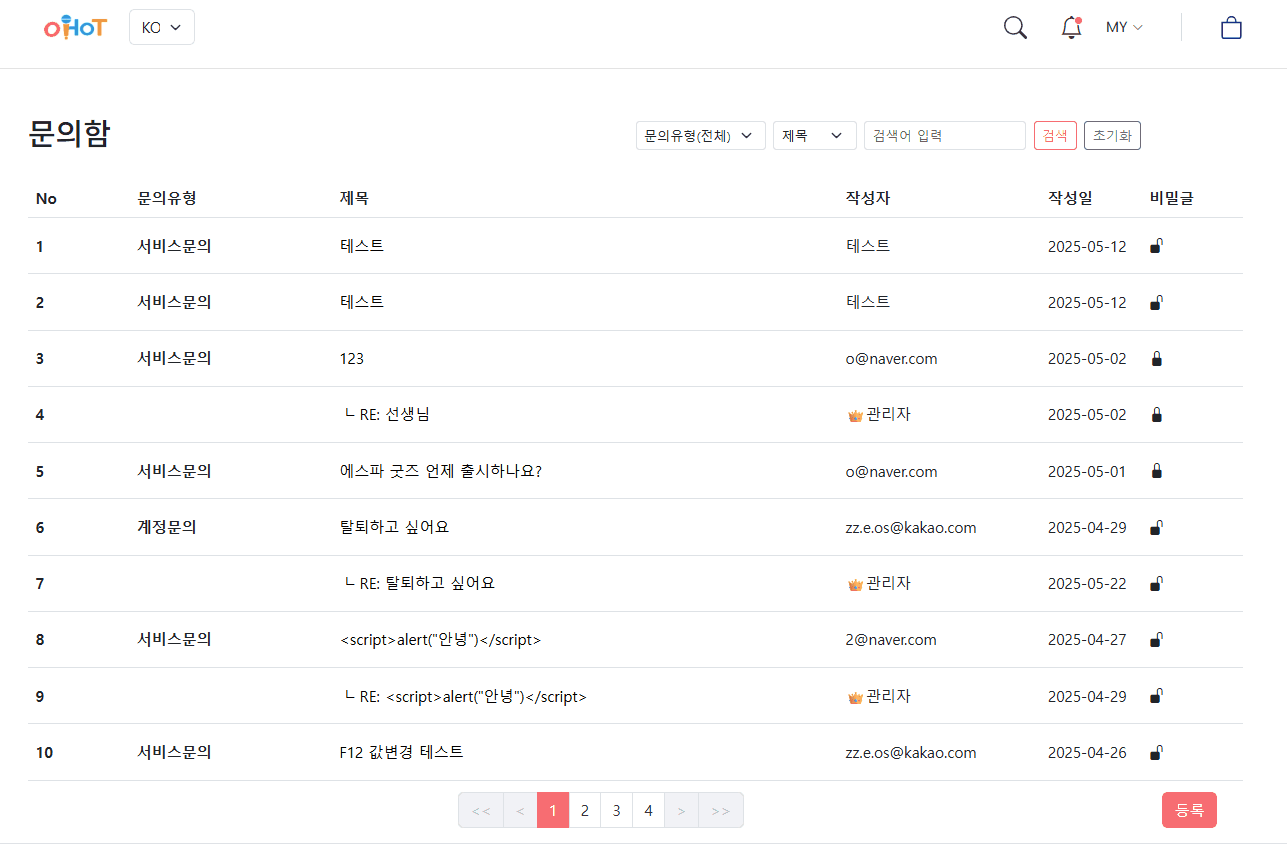 oHoT KO MY
문의함 문의유형(전체) 제목 검색어 입력 검색 초기화
No 문의유형 제목 작성자 작성일 비밀글
1 서비스문의 테스트 테스트 2025-05-12
2 서비스문의 테스트 테스트 2025-05-12
3 서비스문의 123 o@naver.com 2025-05-02
4 ㄴ RE: 선생님 관리자 2025-05-02
5 서비스문의 에스파 굿즈 언제 출시하나요? o@naver.com 2025-05-01
6 계정문의 탈퇴하고 싶어요 zz.e.os@kakao.com 2025-04-29
7 ㄴ RE: 탈퇴하고 싶어요 관리자 2025-05-22
8 서비스문의 <script>alert("안녕")</script> 2@naver.com 2025-04-27
9 ㄴ RE: <script>alert("안녕")</script> 관리자 2025-04-29
10 서비스문의 F12 값변경 테스트 zz.e.os@kakao.com 2025-04-26
<< < 1 2 3 4 > >> 등록